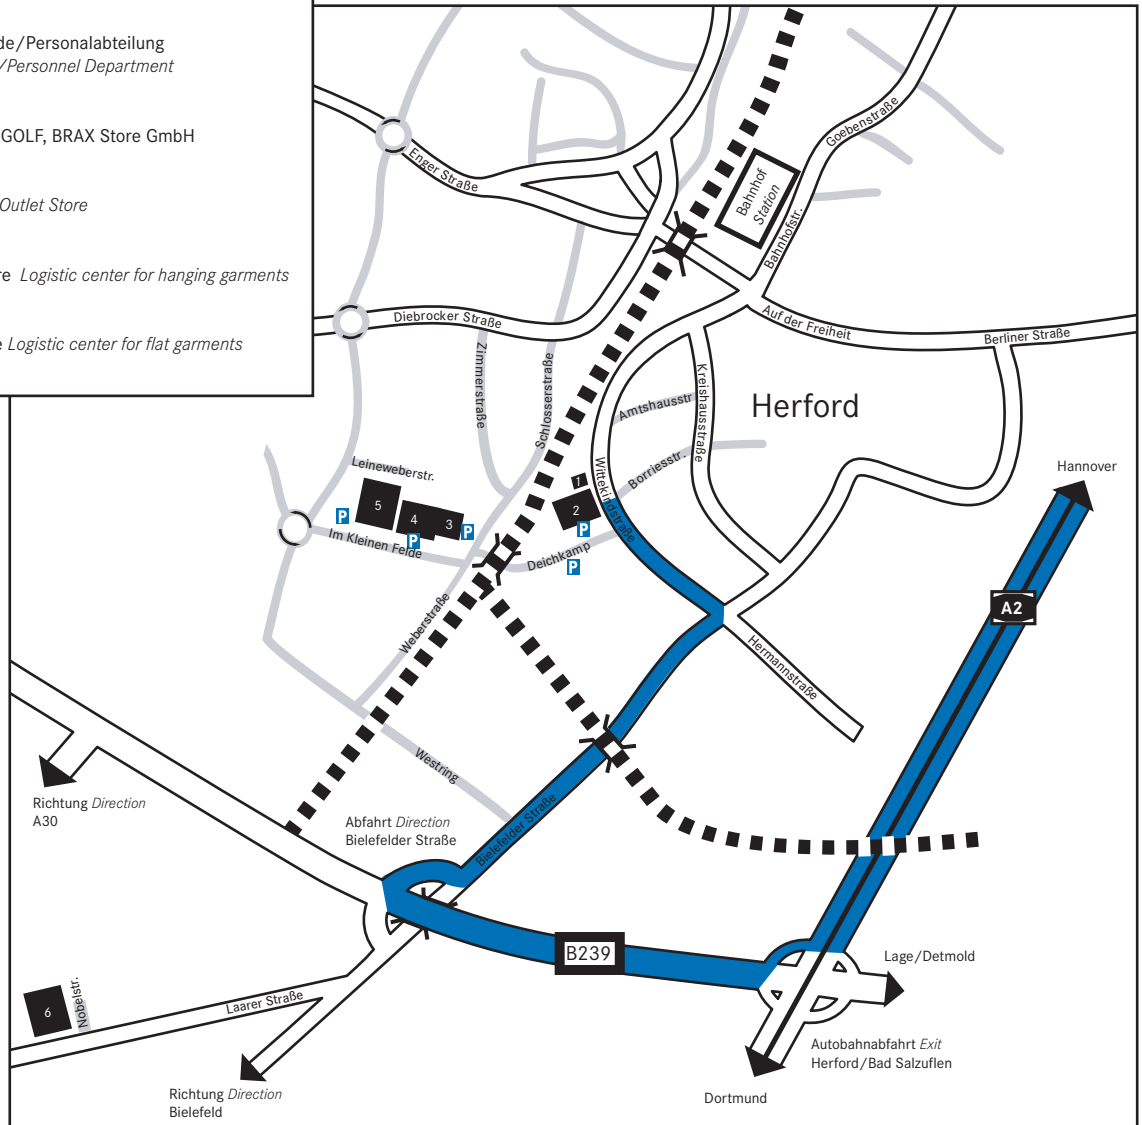 de/Personalabteilung
/Personnel Department
GOLF, BRAX Store GmbH
Outlet Store
re Logistic center for hanging garments
e Logistic center for flat garments
Enger Straße
Goebenstraße
Bahnhof
Station
Bahnhofstr.
Diebrocker Straße
Auf der Freiheit
Berliner Straße
Zimmerstraße
Schlosserstraße
Kreishausstraße
Amtshausstr
Herford
Leineweberstr.
Wittekindstraße
Borriesstr.
Hannover
1
2
3
4
5
P
P
P
P
P
Im Kleinen Felde
Deichkamp
Weberstraße
A2
Hermannstraße
Westring
Richtung Direction
A30
Abfahrt Direction
Bielefelder Straße
Bielefelder Straße
B239
Lage/Detmold
6
Nobelstr.
Laarer Straße
Autobahnabfahrt Exit
Herford/Bad Salzuflen
Richtung Direction
Bielefeld
Dortmund